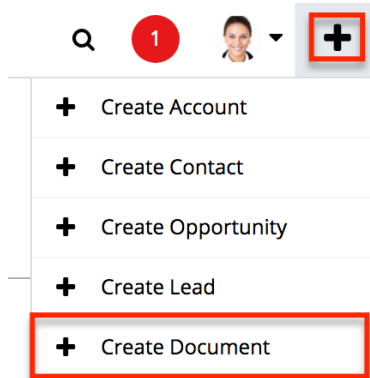 1
Create Account
Create Contact
Create Opportunity
Create Lead
Create Document